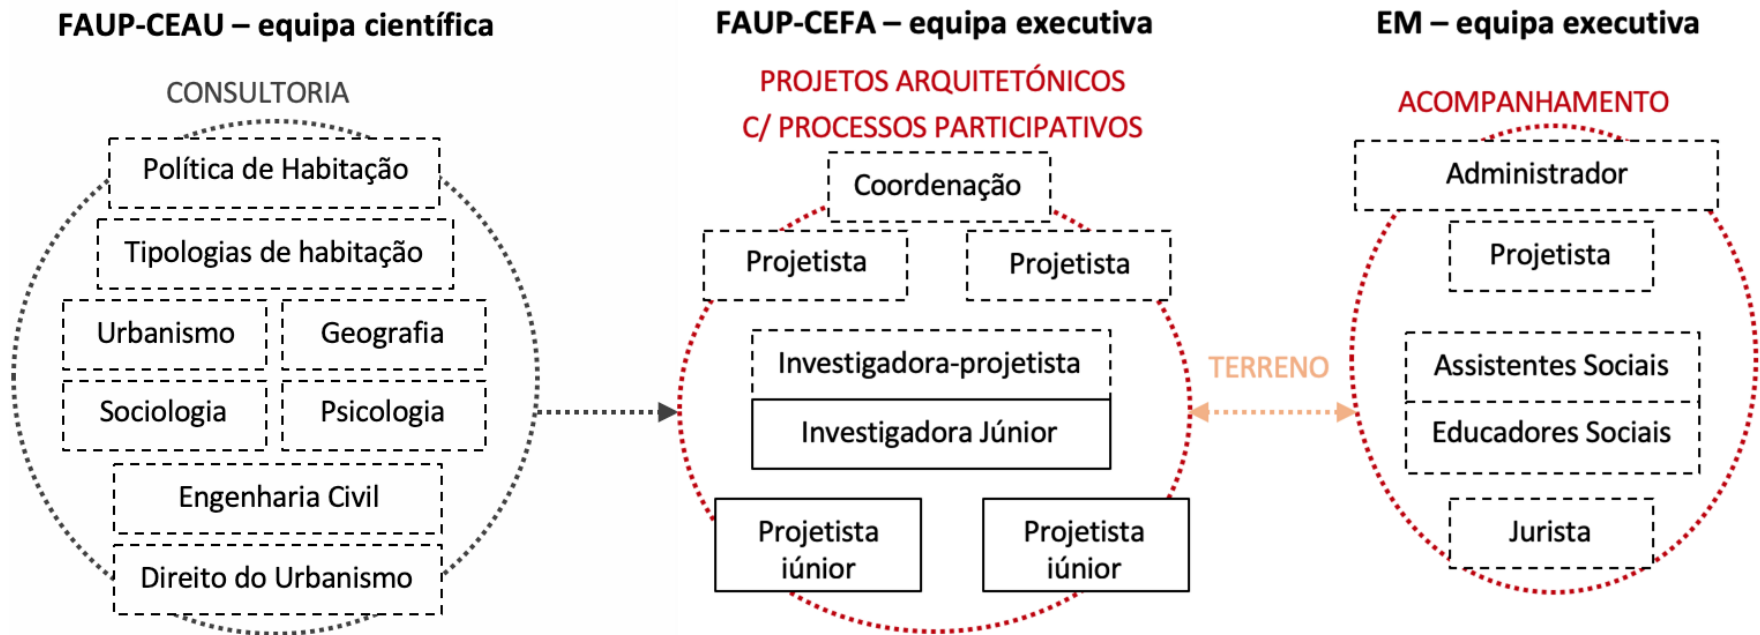 FAUP-CEAU – equipa científica
CONSULTORIA
Política de Habitação
Tipologias de habitação
Urbanismo
Geografia
Sociologia
Psicologia
Engenharia Civil
Direito do Urbanismo
FAUP-CEFA – equipa executiva
PROJETOS ARQUITETÓNICOS
C/ PROCESSOS PARTICIPATIVOS
Coordenação
Projetista
Projetista
Investigadora-projetista
Investigadora Júnior
Projetista
iúnior
Projetista
iúnior
TERRENO
EM – equipa executiva
ACOMPANHAMENTO
Administrador
Projetista
Assistentes Sociais
Educadores Sociais
Jurista